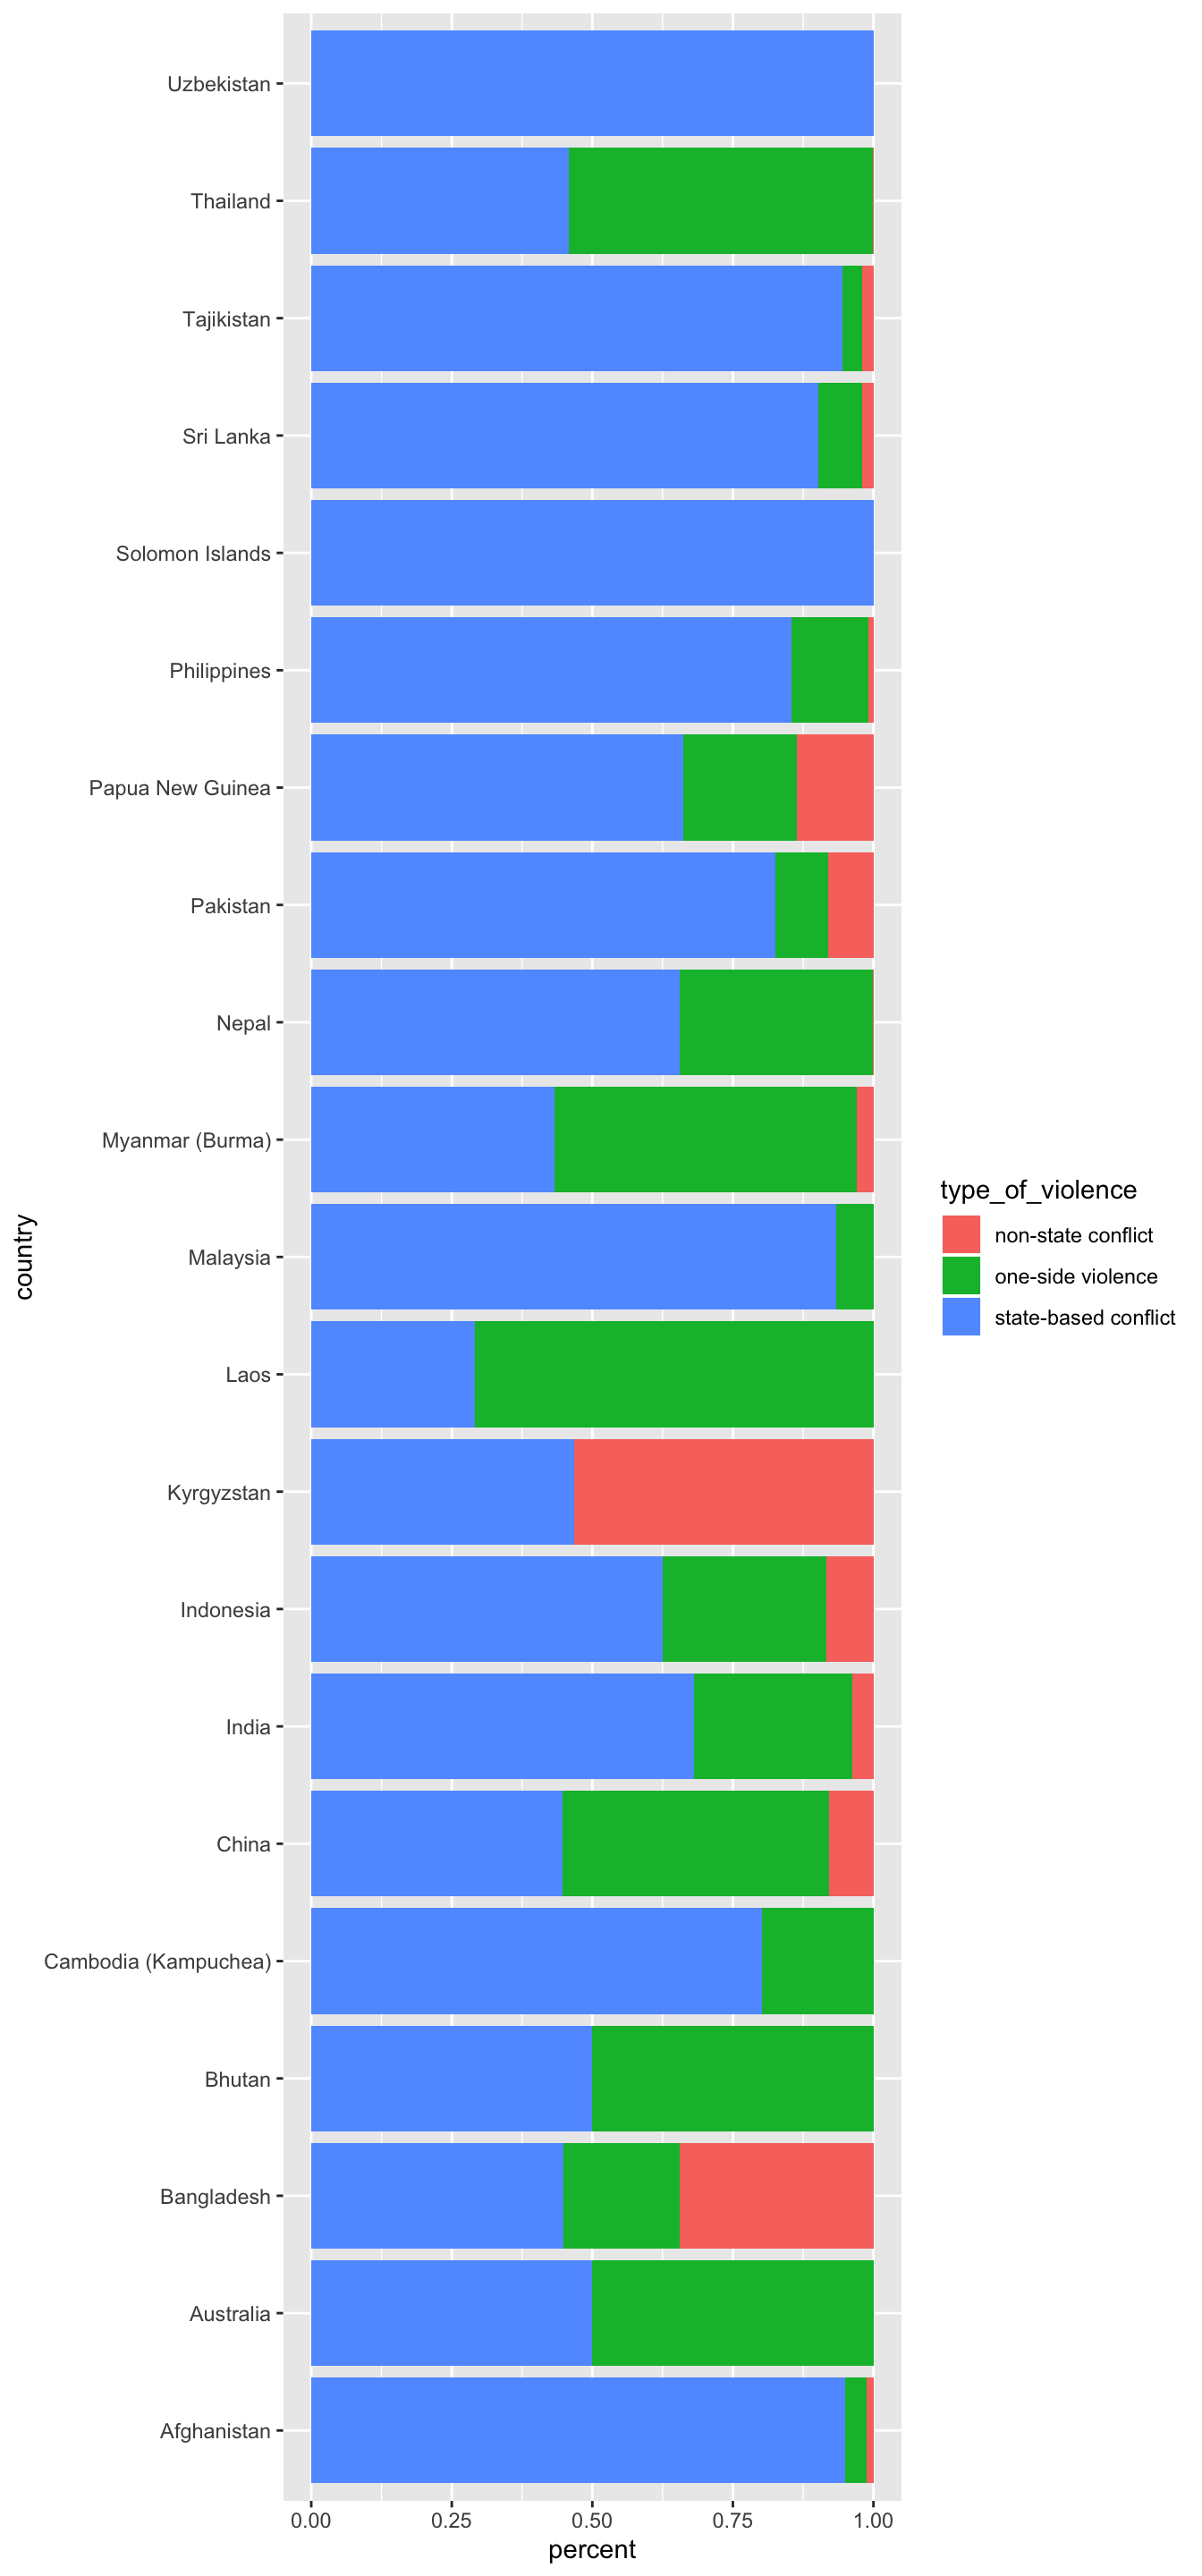 Uzbekistan
Thailand
Tajikistan
Sri Lanka
Solomon Islands
Philippines
Papua New Guinea
Pakistan
Nepal
Myanmar (Burma)
Malaysia
Laos
Kyrgyzstan
Indonesia
India
China
Cambodia (Kampuchea)
Bhutan
Bangladesh
Australia
Afghanistan
country
0.00 0.25 0.50 0.75 1.00
percent
type_of_violence
non-state conflict
one-side violence
state-based conflict